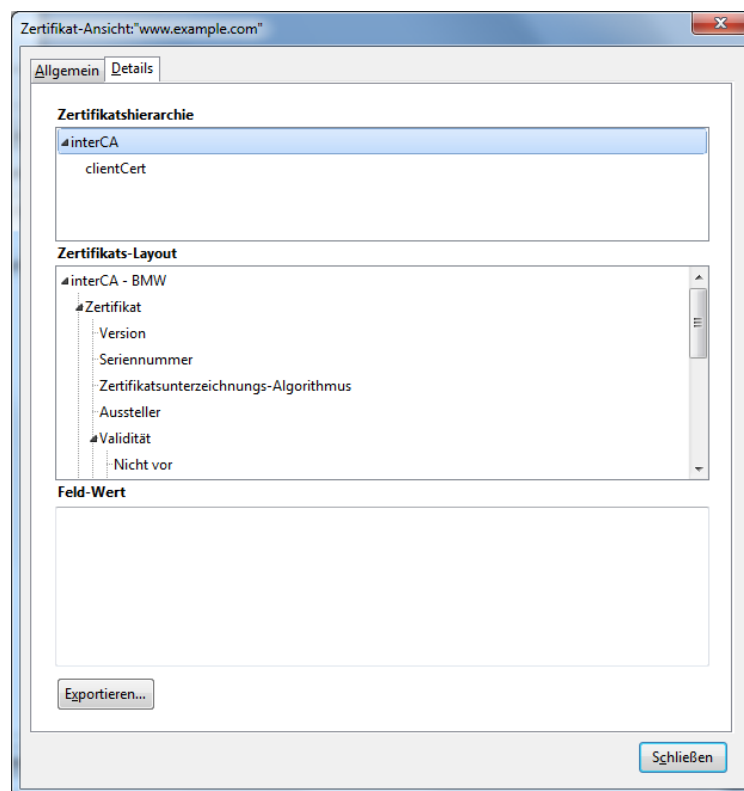 Zertifikat-Ansicht:"www.example.com"
Allgemein Details
Zertifikatshierarchie
interCA
clientCert
Zertifikats-Layout
interCA - BMW
Zertifikat
Version
Seriennummer
Zertifikatsunterzeichnungs-Algorithmus
Aussteller
Validität
Nicht vor
Feld-Wert
Exportieren...
Schließen